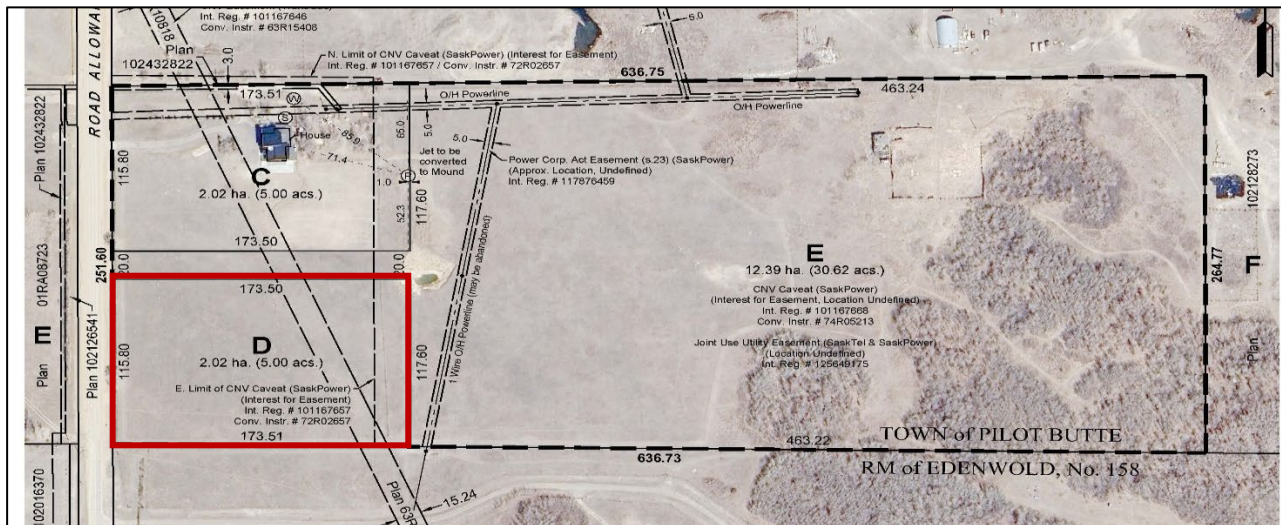 Int. Reg. # 101167646
Conv. Instr. # 63R15408
ROAD ALLOWA
Plan
102432822
3.0
N. Limit of CNV Caveat (SaskPower) (Interest for Easement)
Int. Reg. # 101167657 / Conv. Instr. # 72R02657
5.0
636.75
173.51
O/H Powerline
O/H Powerline
463.24
W
S
House
65.0
65.0
5.0
71.4
Jet to be
converted
to Mound
5.0
Power Corp. Act Easement (s.23) (SaskPower)
(Approx. Location, Undefined)
Int. Reg. # 117876459
1.0
115.80
C
2.02 ha. (5.00 acs.)
52.3
117.60
173.50
Plan 102432822
01RA08723
E
Plan
Plan 102126541
251.60
20.0
20.0
173.50
D
2.02 ha. (5.00 acs.)
115.80
117.60
E. Limit of CNV Caveat (SaskPower)
(Interest for Easement)
Int. Reg. # 101167657
Conv. Instr. # 72R02657
173.51
1 Wire O/H Powerline (may be abandoned)
E
12.39 ha. (30.62 acs.)
CNV Caveat (SaskPower)
(Interest for Easement, Location Undefined)
Int. Reg. # 101167668
Conv. Instr. # 74R05213
Joint Use Utility Easement (SaskTel & SaskPower)
(Location Undefined)
Int. Reg. # 125649175
102128273
264.77
F
Plan
463.22
636.73
TOWN of PILOT BUTTE
RM of EDENWOLD, No. 158
Plan 63R
15.24
102016370